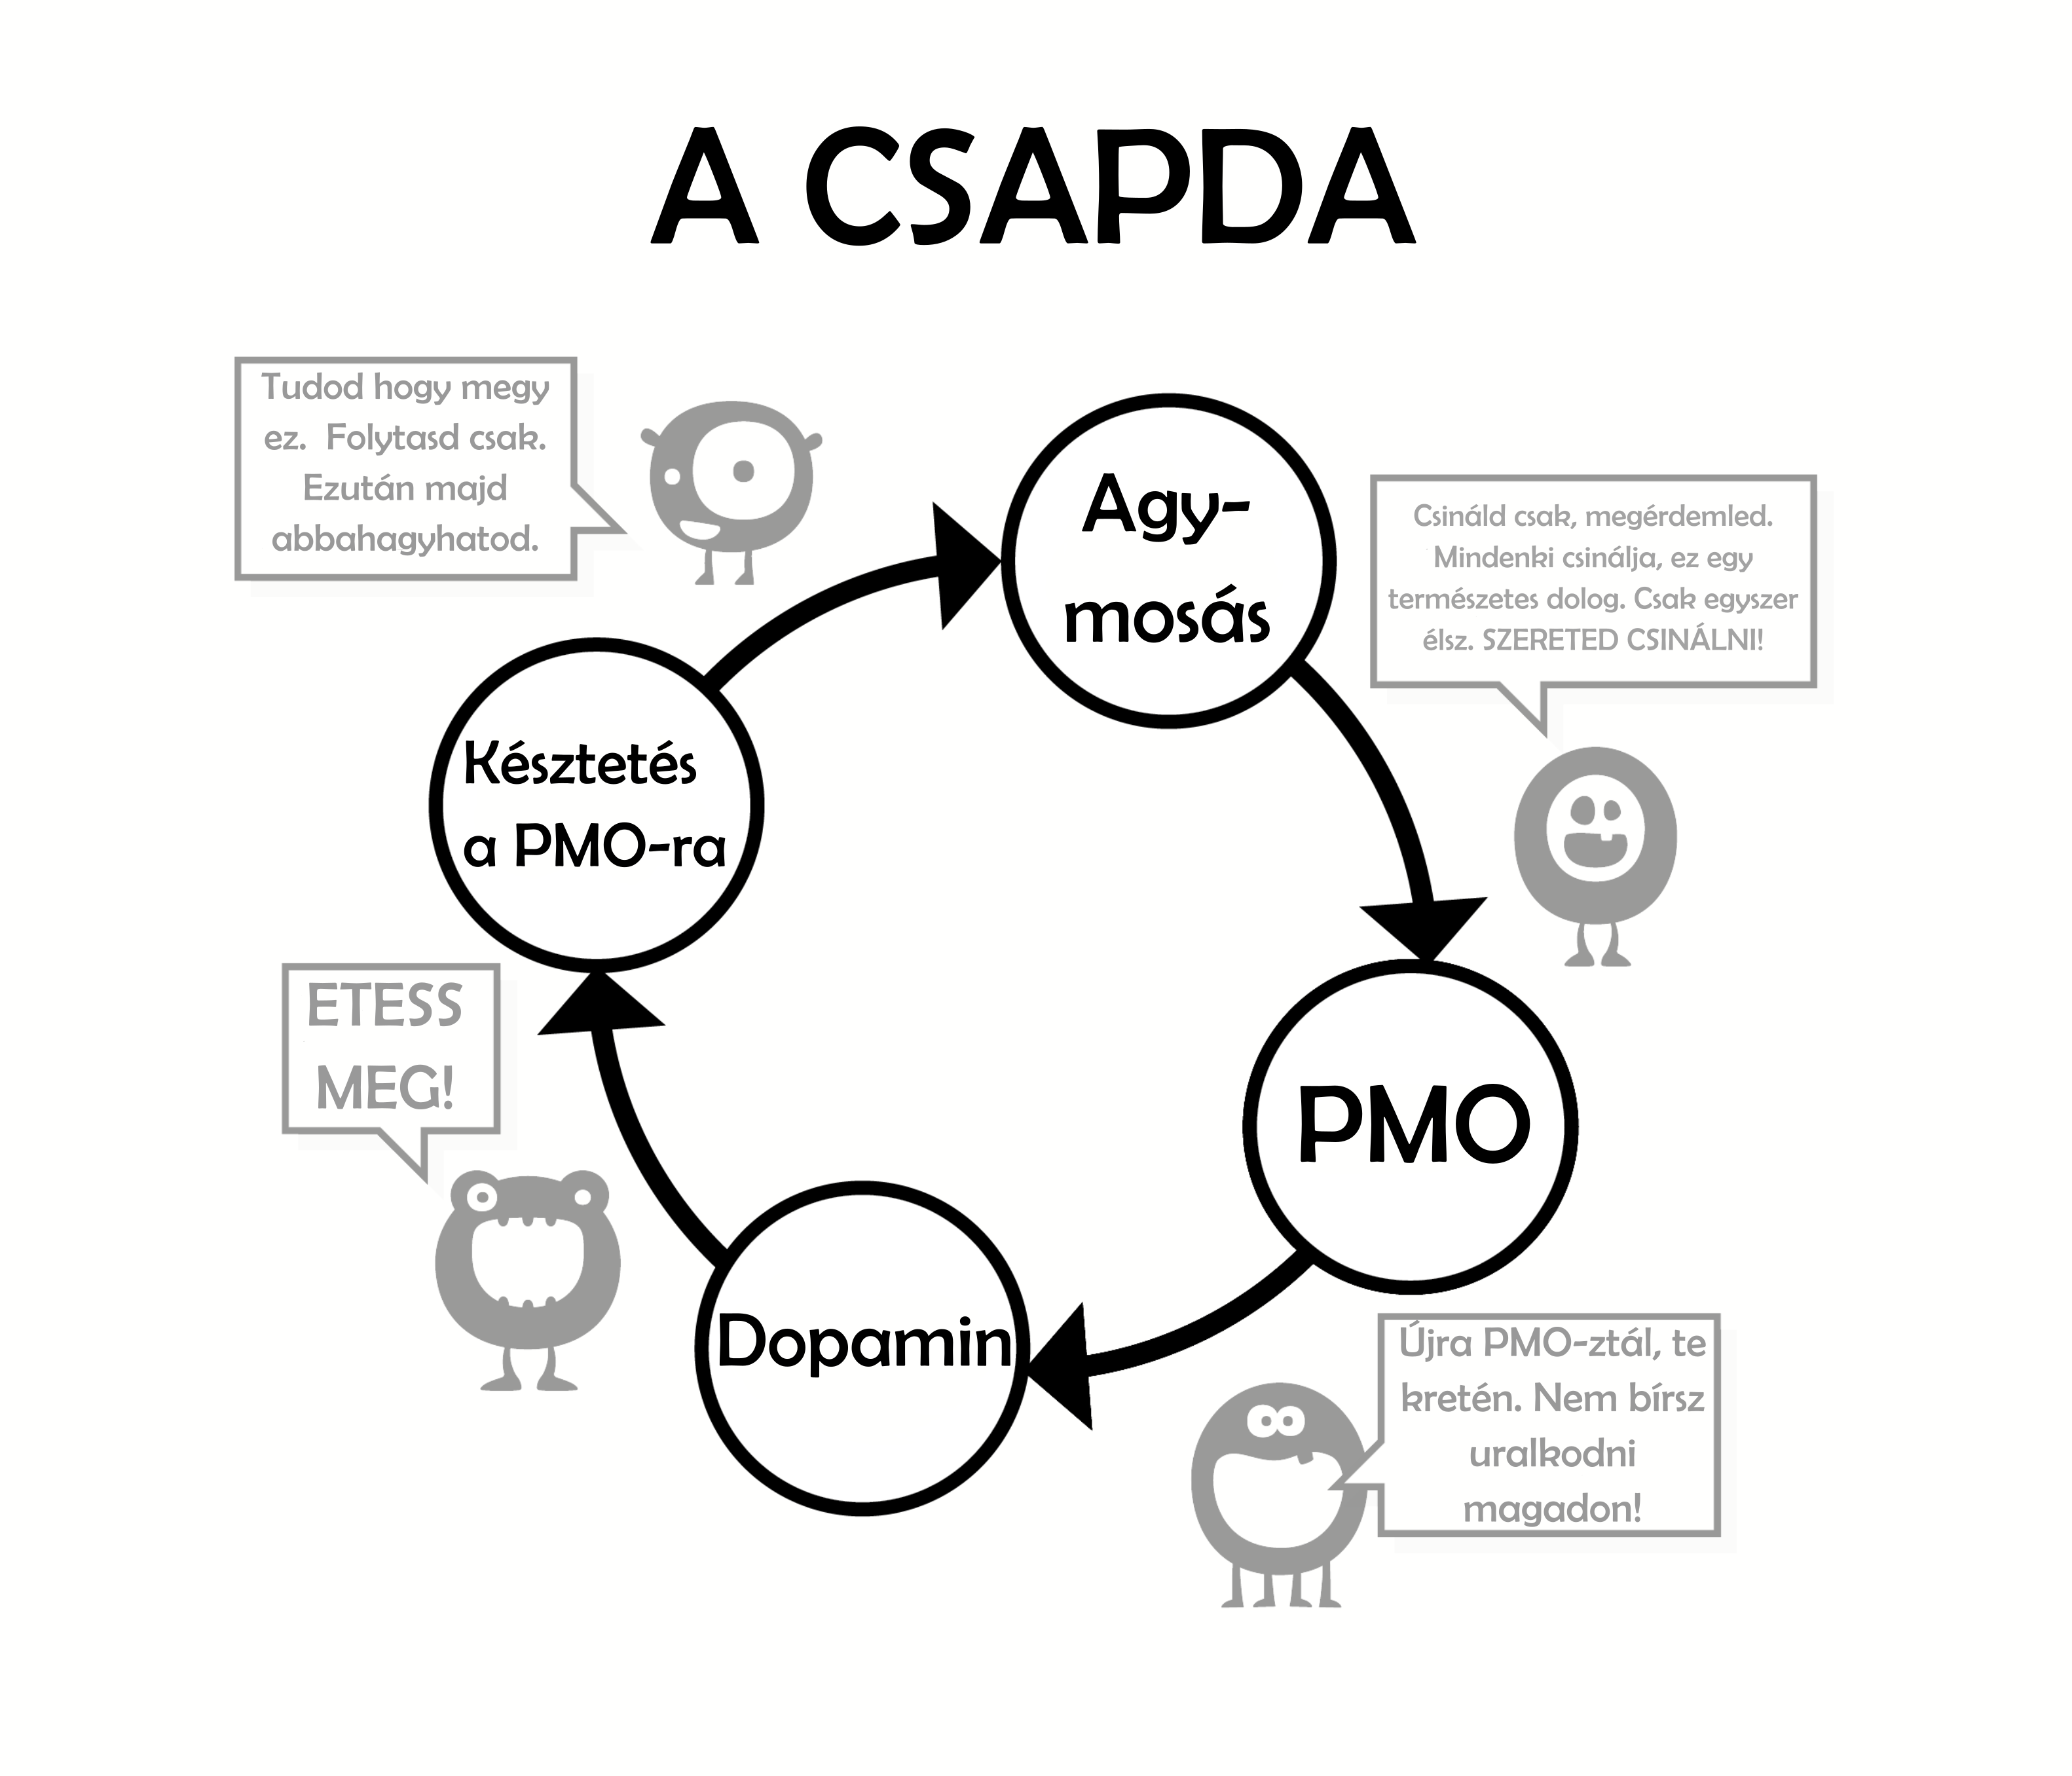 A CSAPDA
Tudod hogy megy
ez. Folytasd csak.
Ezután majd
abbahagyhatod.
Agy-
mosás
Csináld csak, megérdemled.
Mindenki csinálja, ez egy
természetes dolog. Csak egyszer
élsz. SZERETED CSINÁLNI!
Késztetés
a PMO-ra
ETESS
MEG!
PMO
Dopamin
Újra PMO-ztál, te
kretén. Nem bírsz
uralkodni
magadon!